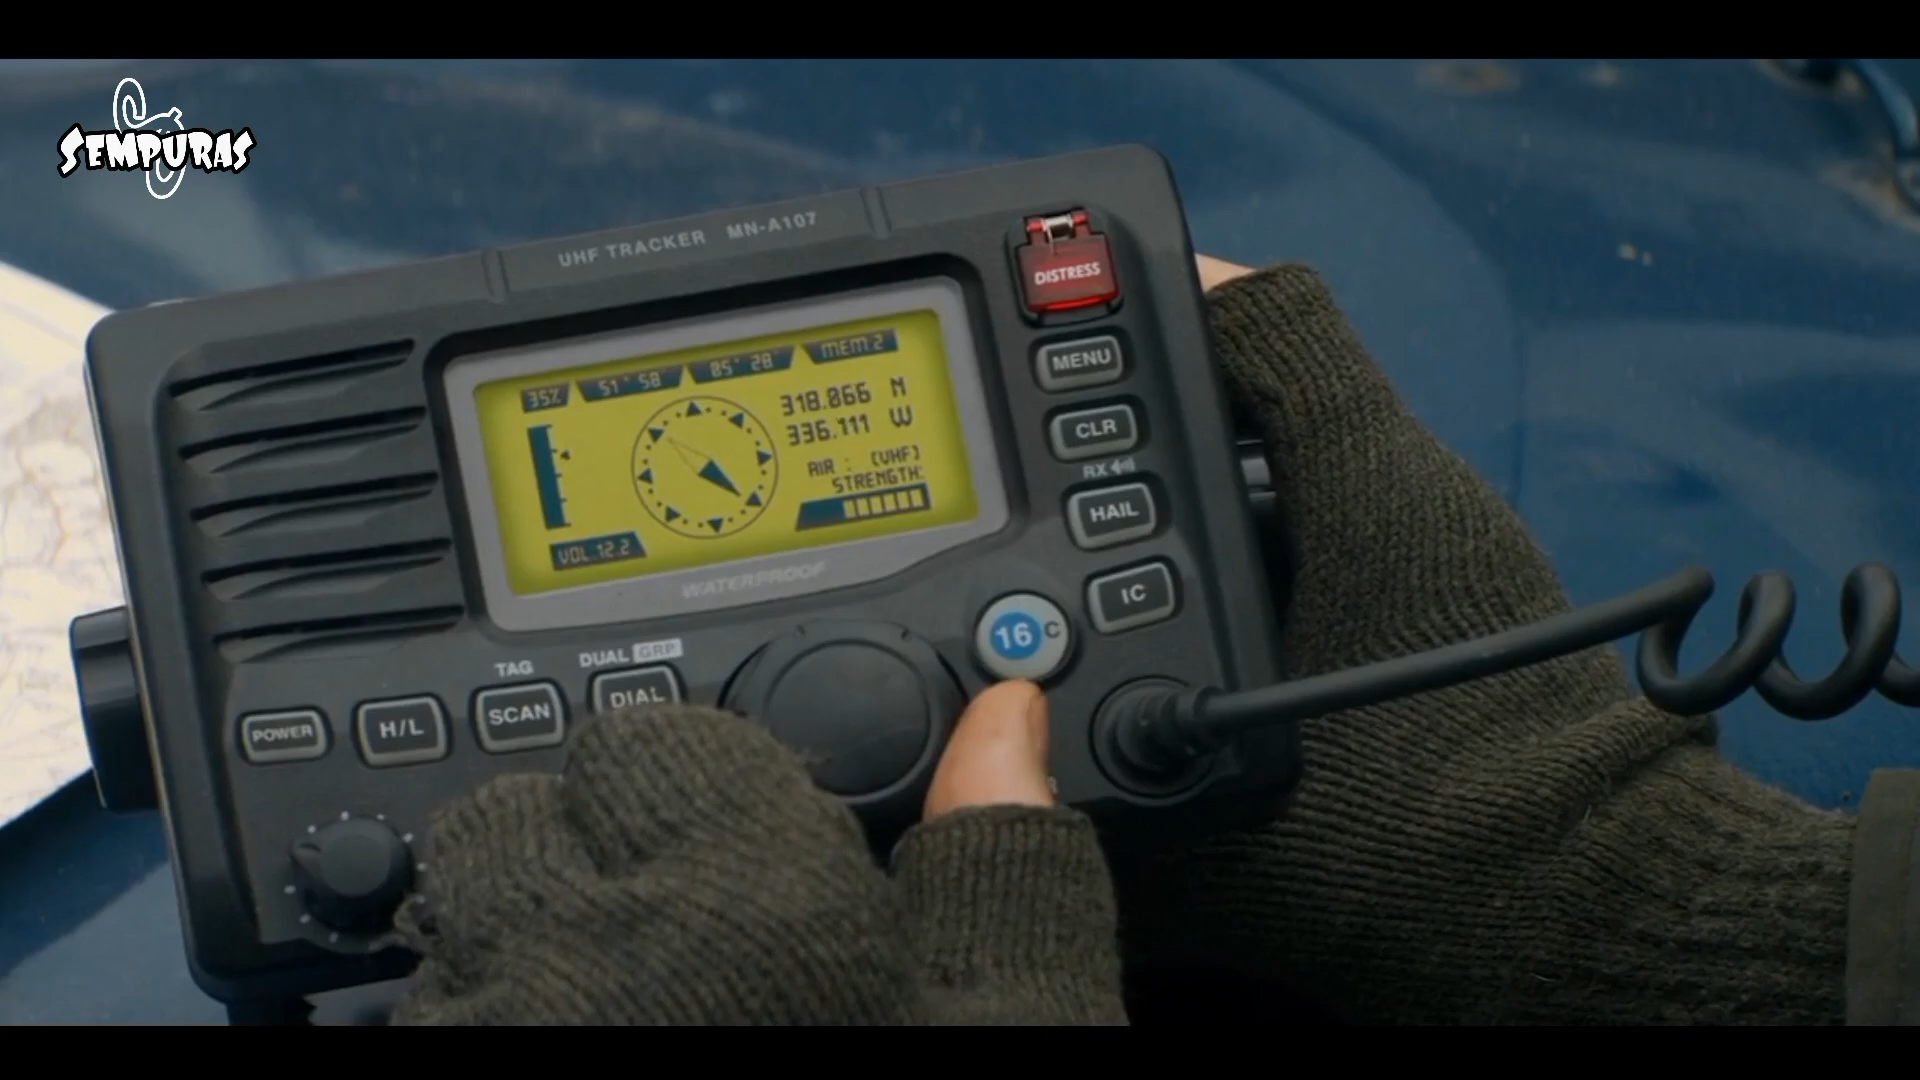 SEMPURAS
UHF TRACKER MN-A107
DISTRESS
35% 51° 58' 05° 28' MEM:2
318.866 N
336.111 W
AIR : (VHF)
STRENGTH:
VOL.12.2
WATERPROOF
MENU
CLR
RX
HAIL
IC
16 C
TAG
DUAL GRP
POWER
H/L
SCAN
DIAL